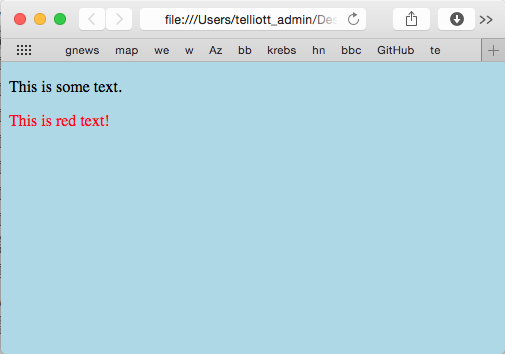 file:///Users/telliott_admin/Des
gnews map we w Az bb krebs hn bbc GitHub te
This is some text.
This is red text!